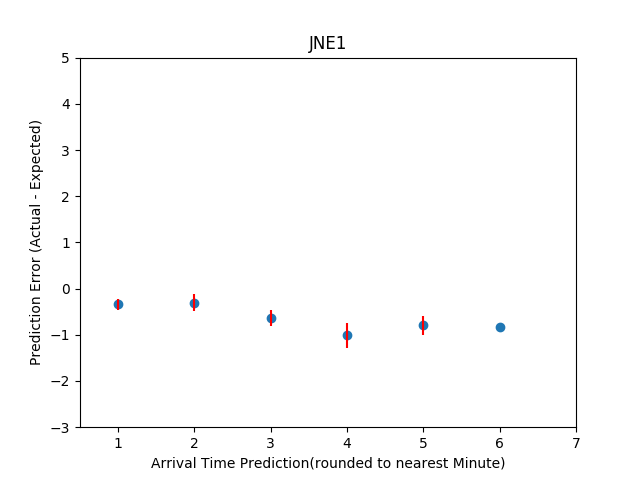 JNE1
5
4
3
2
1
0
−1
−2
−3
Prediction Error (Actual - Expected)
1 2 3 4 5 6 7
Arrival Time Prediction(rounded to nearest Minute)